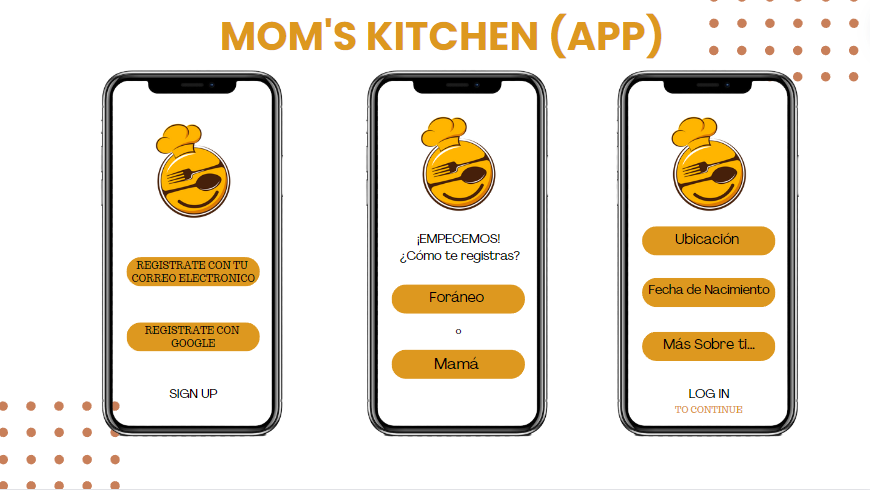 MOM'S KITCHEN (APP)
REGISTRATE CON TU
CORREO ELECTRONICO
REGISTRATE CON
GOOGLE
SIGN UP
¡EMPECEMOS!
¿Cómo te registras?
Foráneo
o
Mamá
Ubicación
Fecha de Nacimiento
Más Sobre ti...
LOG IN
TO CONTINUE